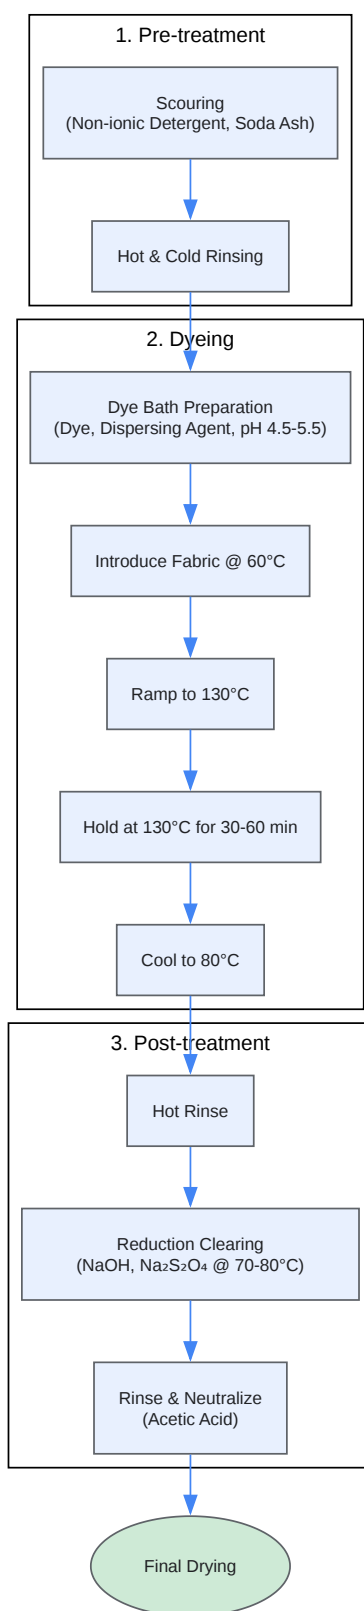 1. Pre-treatment
Scouring
(Non-ionic Detergent, Soda Ash)
Hot & Cold Rinsing
2. Dyeing
Dye Bath Preparation
(Dye, Dispersing Agent, pH 4.5-5.5)
Introduce Fabric @ 60°C
Ramp to 130°C
Hold at 130°C for 30-60 min
Cool to 80°C
3. Post-treatment
Hot Rinse
Reduction Clearing
(NaOH, Na₂S₂O₄ @ 70-80°C)
Rinse & Neutralize
(Acetic Acid)
Final Drying